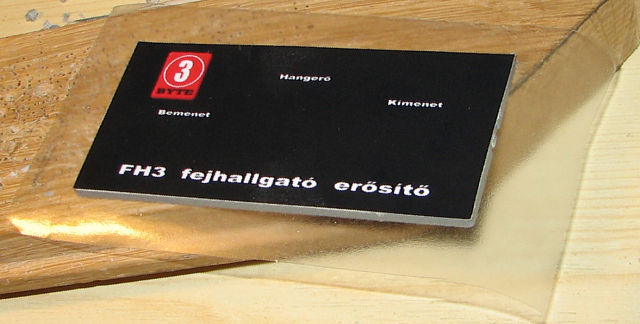 3
BYTE
Hangerő
Bemenet
Kimenet
FH3 fejhallgató erősítő